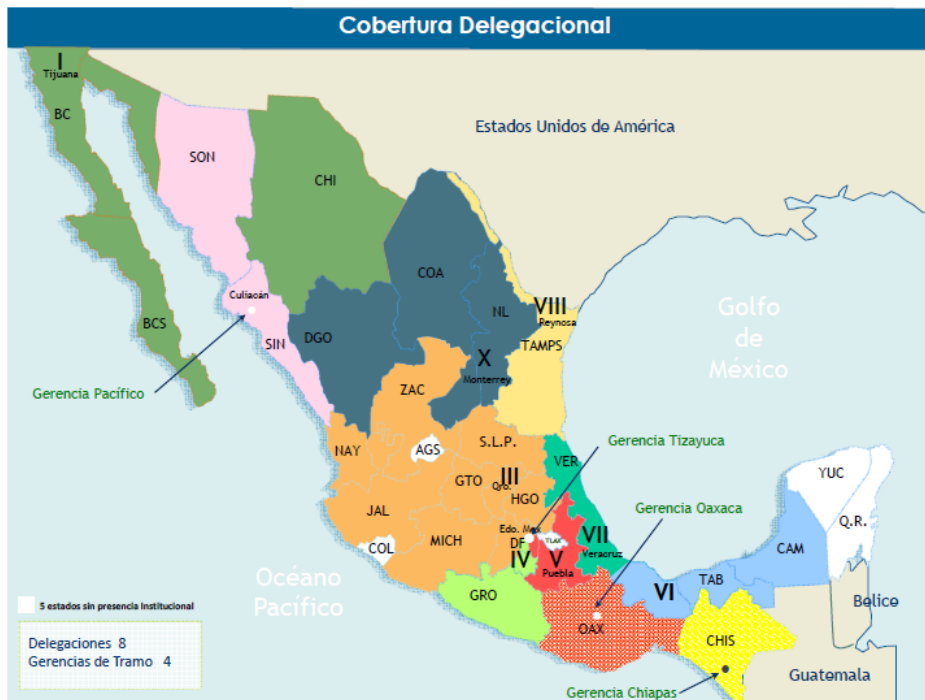 Cobertura Delegacional
I
Tijuana
BC
SON
CHI
Estados Unidos de América
COA
Culiacán
NL
VIII
Reynosa
Golfo
de
México
BCS
SIN
DGO
TAMPS
X
Monterrey
Gerencia Pacífico
ZAC
NAY
AGS
S.L.P.
Gerencia Tizayuca
VER
YUC
GTO
III
Qro.
HGO
Gerencia Oaxaca
JAL
Q.R.
Edo. Mex
COL
MICH
DF
TLAX
VII
Veracruz
CAM
IV
V
Puebla
Océano
Pacífico
VI
TAB
GRO
5 estados sin presencia Institucional
Belice
OAX
CHIS
Delegaciones 8
Gerencias de Tramo 4
Guatemala
Gerencia Chiapas